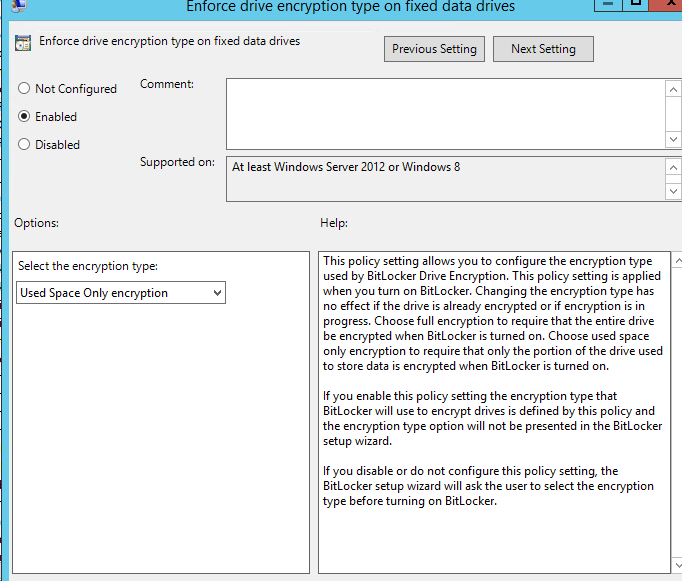 Enforce drive encryption type on fixed data drives
Enforce drive encryption type on fixed data drives
Previous Setting
Next Setting
Not Configured
Comment:
Enabled
Disabled
Supported on:
At least Windows Server 2012 or Windows 8
Options:
Help:
Select the encryption type:
Used Space Only encryption
This policy setting allows you to configure the encryption type
used by BitLocker Drive Encryption. This policy setting is applied
when you turn on BitLocker. Changing the encryption type has
no effect if the drive is already encrypted or if encryption is in
progress. Choose full encryption to require that the entire drive
be encrypted when BitLocker is turned on. Choose used space
only encryption to require that only the portion of the drive used
to store data is encrypted when BitLocker is turned on.
If you enable this policy setting the encryption type that
BitLocker will use to encrypt drives is defined by this policy and
the encryption type option will not be presented in the BitLocker
setup wizard.
If you disable or do not configure this policy setting, the
BitLocker setup wizard will ask the user to select the encryption
type before turning on BitLocker.